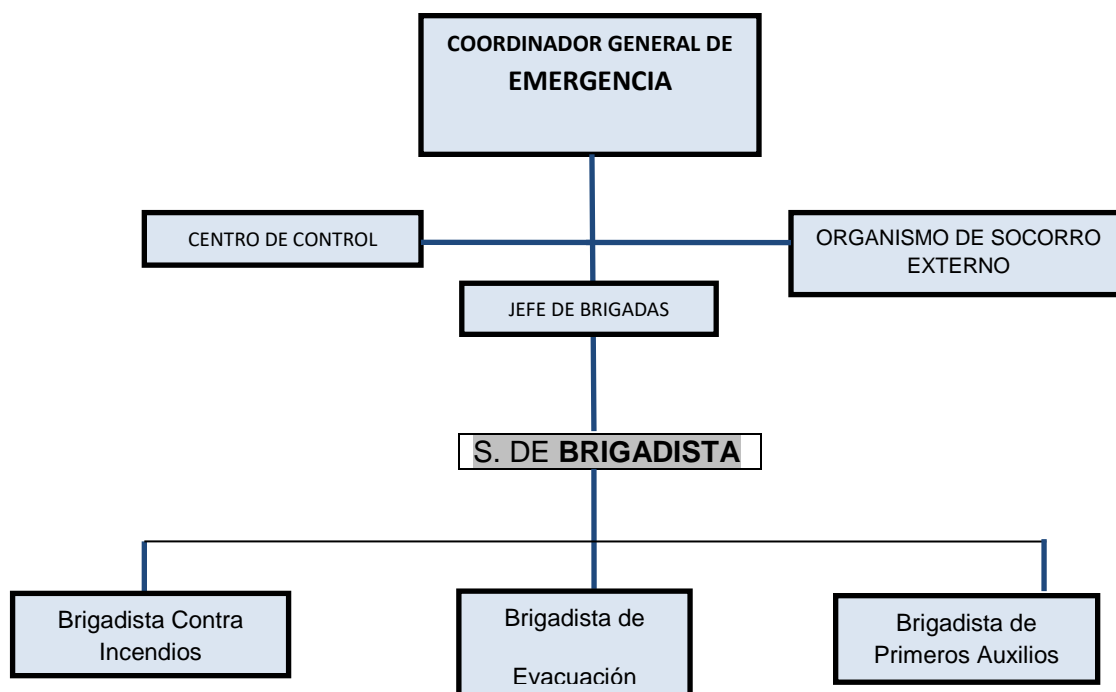 COORDINADOR GENERAL DE
EMERGENCIA
CENTRO DE CONTROL
ORGANISMO DE SOCORRO
EXTERNO
JEFE DE BRIGADAS
S. DE BRIGADISTA
Brigadista Contra
Incendios
Brigadista de
Evacuación
Brigadista de
Primeros Auxilios